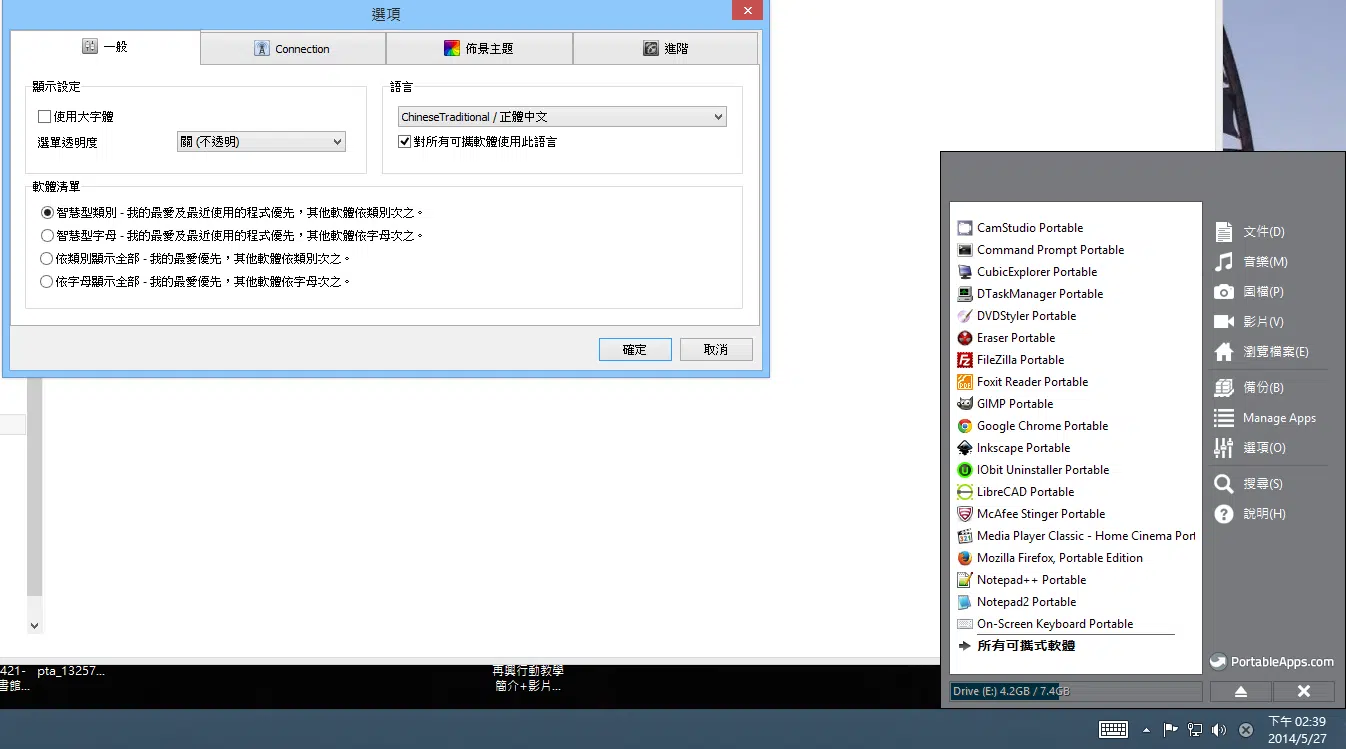 選項
一般
Connection
佈景主題
進階
顯示設定
使用大字體
選單透明度
關 (不透明)
語言
ChineseTraditional / 正體中文
對所有可攜軟體使用此語言
軟體清單
智慧型類別 - 我的最愛及最近使用的程式優先，其他軟體依類別次之。
智慧型字母 - 我的最愛及最近使用的程式優先，其他軟體依字母次之。
依類別顯示全部 - 我的最愛優先，其他軟體依類別次之。
依字母顯示全部 - 我的最愛優先，其他軟體依字母次之。
確定
取消
CamStudio Portable
Command Prompt Portable
CubicExplorer Portable
DTaskManager Portable
DVDStyler Portable
Eraser Portable
FileZilla Portable
Foxit Reader Portable
GIMP Portable
Google Chrome Portable
Inkscape Portable
IObit Uninstaller Portable
LibreCAD Portable
McAfee Stinger Portable
Media Player Classic - Home Cinema Port
Mozilla Firefox, Portable Edition
Notepad++ Portable
Notepad2 Portable
On-Screen Keyboard Portable
所有可攜式軟體
Drive (E:) 4.2GB / 7.4GB
文件(D)
音樂(M)
圖檔(P)
影片(V)
瀏覽檔案(E)
備份(B)
Manage Apps
選項(O)
搜尋(S)
說明(H)
PortableApps.com
421-
書館...
pta_13257...
再興行動教學
簡介+影片...
下午 02:39
2014/5/27